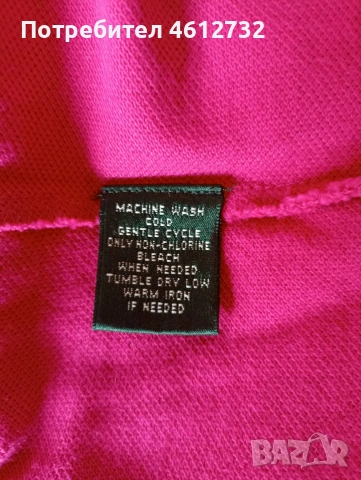 Потребител 4612732
MACHINE WASH
COLD
GENTLE CYCLE
ONLY NON-CHLORINE
BLEACH
WHEN NEEDED
TUMBLE DRY LOW
WARM IRON
IF NEEDED
BAZAR